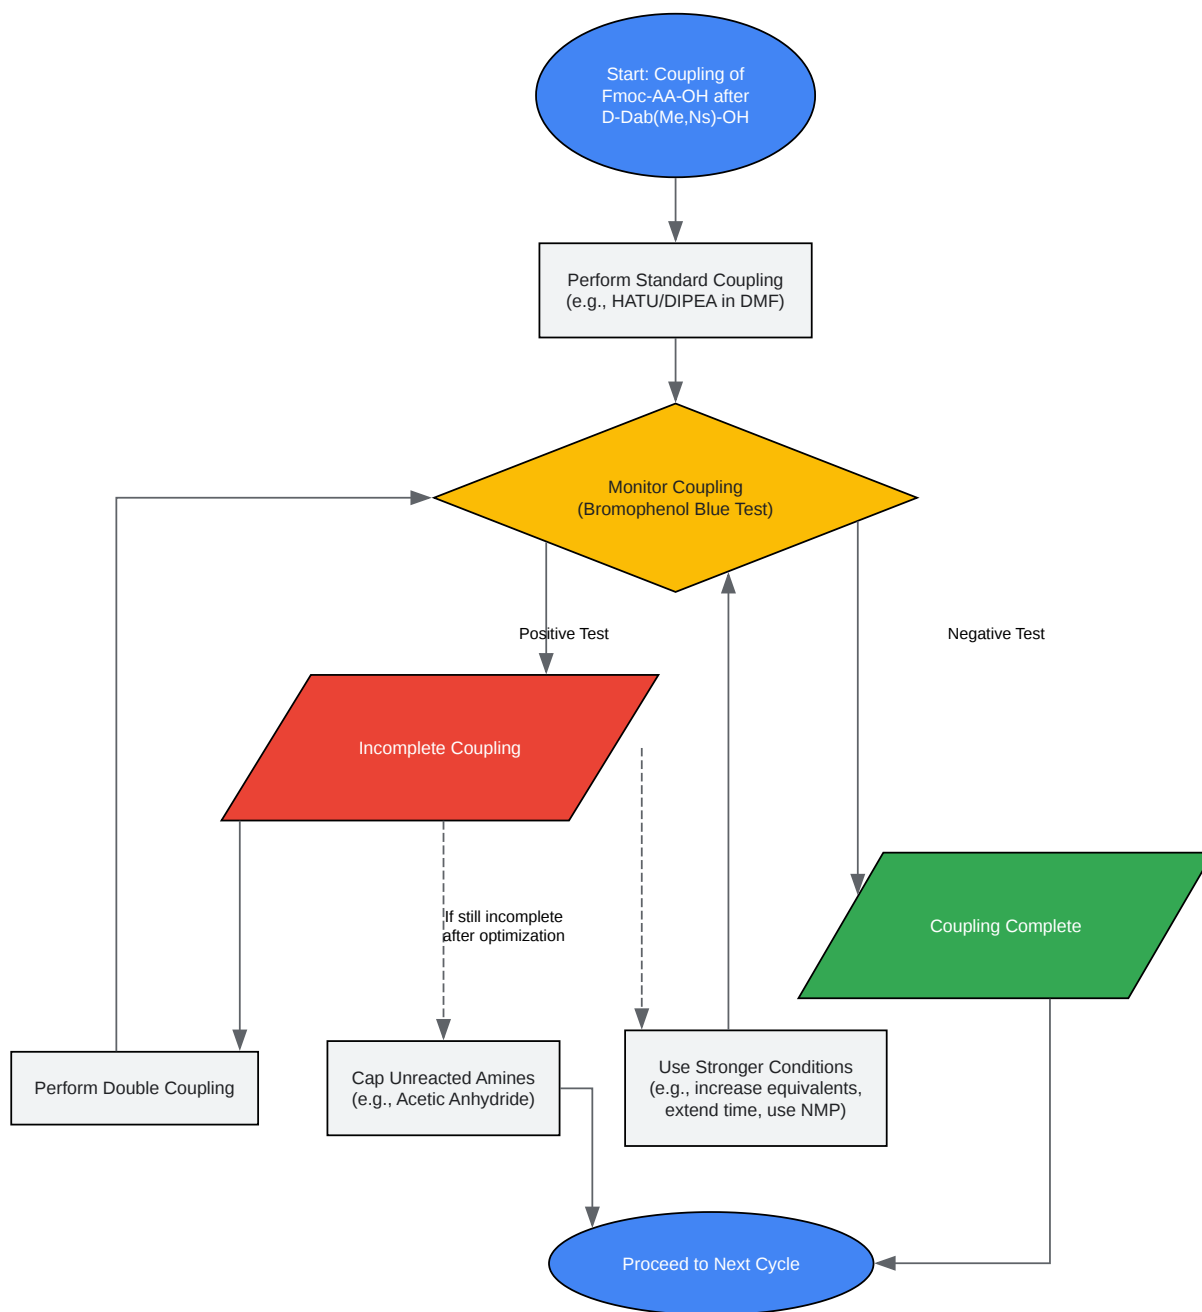 Start: Coupling of
Fmoc-AA-OH after
D-Dab(Me,Ns)-OH
Perform Standard Coupling
(e.g., HATU/DIPEA in DMF)
Monitor Coupling
(Bromophenol Blue Test)
Positive Test
Negative Test
Incomplete Coupling
If still incomplete
after optimization
Coupling Complete
Perform Double Coupling
Cap Unreacted Amines
(e.g., Acetic Anhydride)
Use Stronger Conditions
(e.g., increase equivalents,
extend time, use NMP)
Proceed to Next Cycle